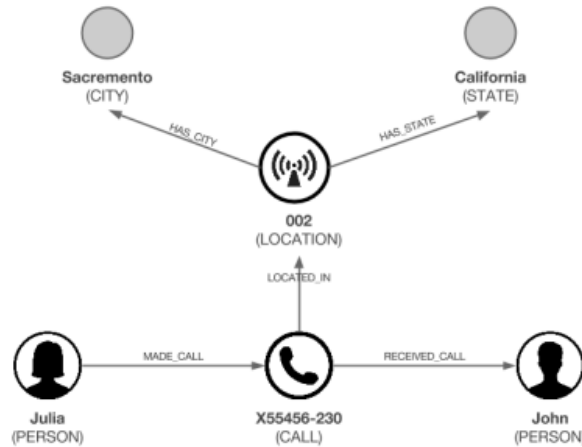 Sacremento
(CITY)
California
(STATE)
HAS_CITY
HAS_STATE
002
(LOCATION)
LOCATED_IN
MADE_CALL
RECEIVED_CALL
Julia
(PERSON)
X55456-230
(CALL)
John
(PERSON)